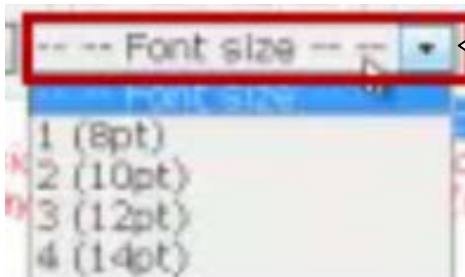 -- -- Font size -- --
-- -- Font size -- --
1 (8pt)
2 (10pt)
3 (12pt)
4 (14pt)